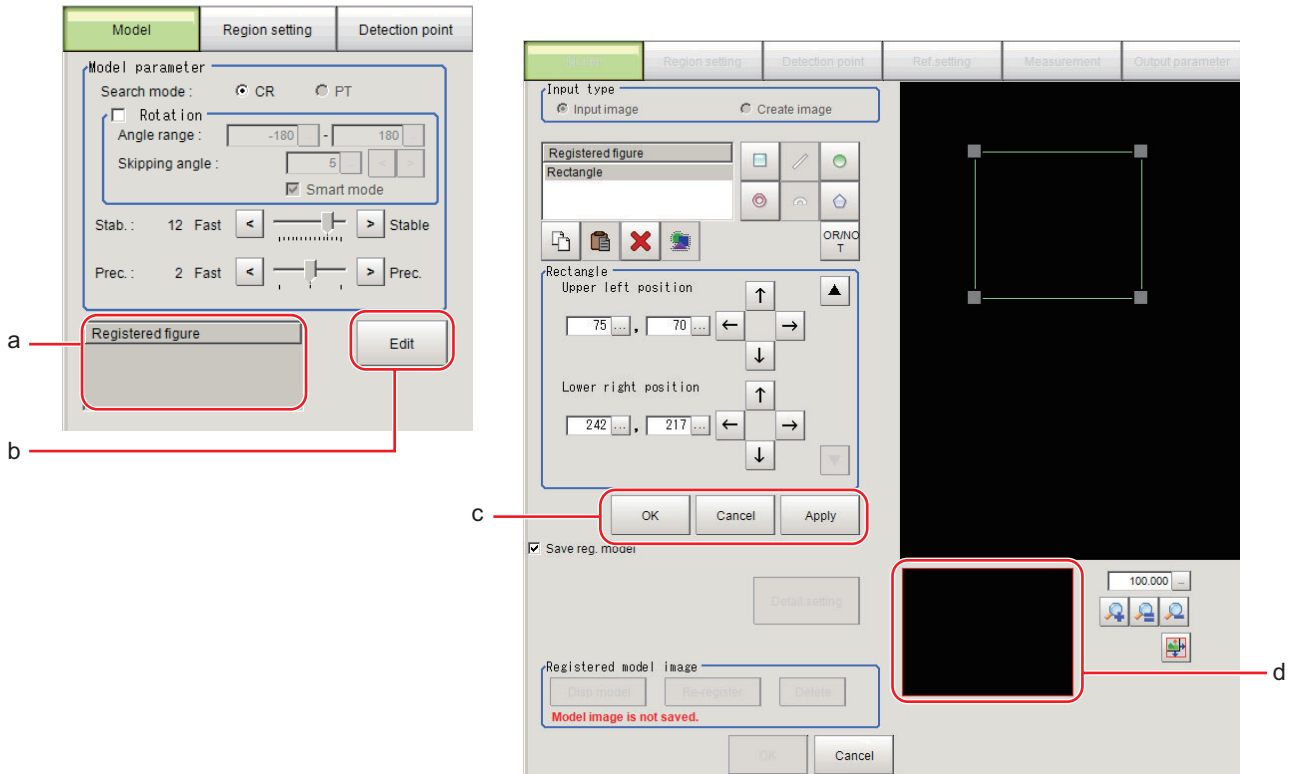 Model Region setting Detection point
Model parameter
Search mode : CR PT
Rotation
Angle range : -180 - 180
Skipping angle : 5 < >
Smart mode
Stab. : 12 Fast < > Stable
Prec. : 2 Fast < > Prec.
a
Registered figure
Edit
b
Model Region setting Detection point Ref.setting Measurement Output parameter
Input type
Input image Create image
Registered figure
Rectangle
OR/NO
T
Rectangle
Upper left position
75 ... , 70 ...
Lower right position
242 ... , 217 ...
c
OK Cancel Apply
Save reg. model
Detail setting
100.000
d
Registered model image
Disp model Re-register Delete
Model image is not saved.
OK Cancel